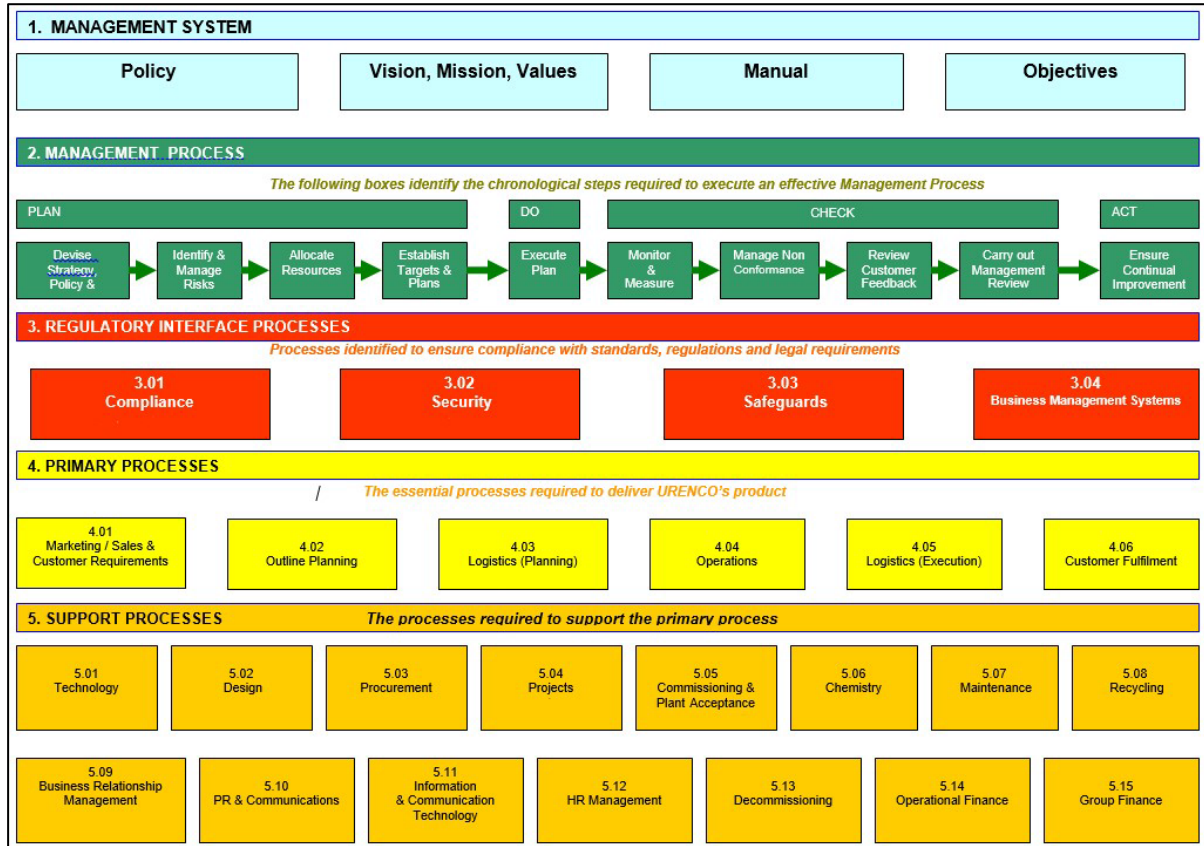 1. MANAGEMENT SYSTEM
Policy
Vision, Mission, Values
Manual
Objectives
2. MANAGEMENT PROCESS
The following boxes identify the chronological steps required to execute an effective Management Process
PLAN
DO
CHECK
ACT
Devise
Strategy,
Policy &
Identify &
Manage
Risks
Allocate
Resources
Establish
Targets &
Plans
Execute
Plan
Monitor
&
Measure
Manage Non
Conformance
Review
Customer
Feedback
Carry out
Management
Review
Ensure
Continual
Improvement
3. REGULATORY INTERFACE PROCESSES
Processes identified to ensure compliance with standards, regulations and legal requirements
3.01
Compliance
3.02
Security
3.03
Safeguards
3.04
Business Management Systems
4. PRIMARY PROCESSES
/ The essential processes required to deliver URENCO's product
4.01
Marketing / Sales &
Customer Requirements
4.02
Outline Planning
4.03
Logistics (Planning)
4.04
Operations
4.05
Logistics (Execution)
4.06
Customer Fulfilment
5. SUPPORT PROCESSES The processes required to support the primary process
5.01
Technology
5.02
Design
5.03
Procurement
5.04
Projects
5.05
Commissioning &
Plant Acceptance
5.06
Chemistry
5.07
Maintenance
5.08
Recycling
5.09
Business Relationship
Management
5.10
PR & Communications
5.11
Information
& Communication
Technology
5.12
HR Management
5.13
Decommissioning
5.14
Operational Finance
5.15
Group Finance